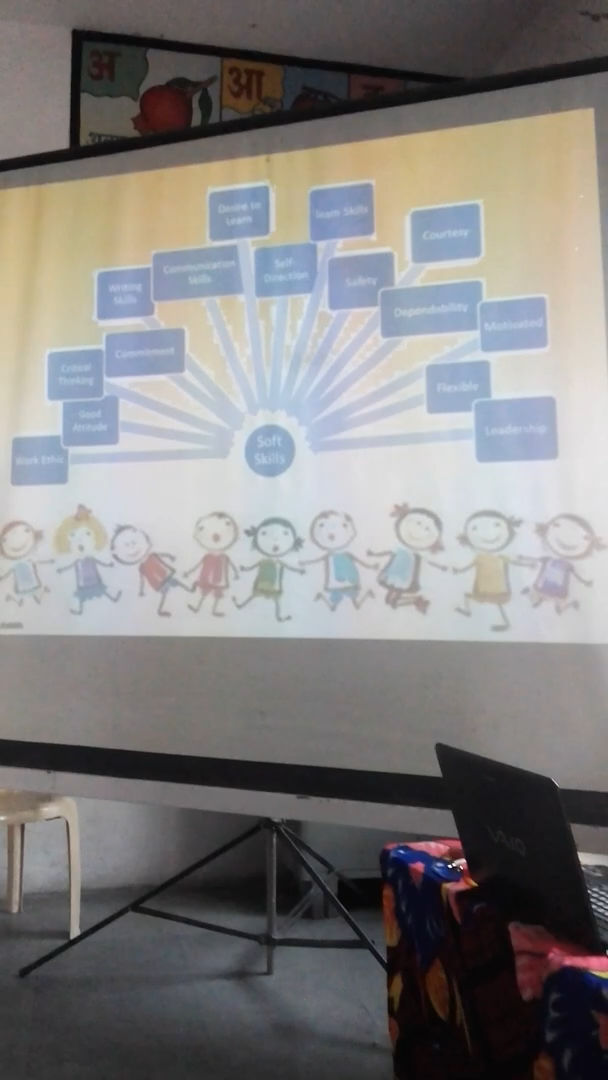 अ
आ
Desire to
Learn
Team Skills
Courtesy
Communication
Skills
Self-
Direction
Safety
Writing
Skills
Dependability
Motivated
Commitment
Critical
Thinking
Flexible
Good
Attitude
Leadership
Work Ethic
Soft
Skills
VAIO